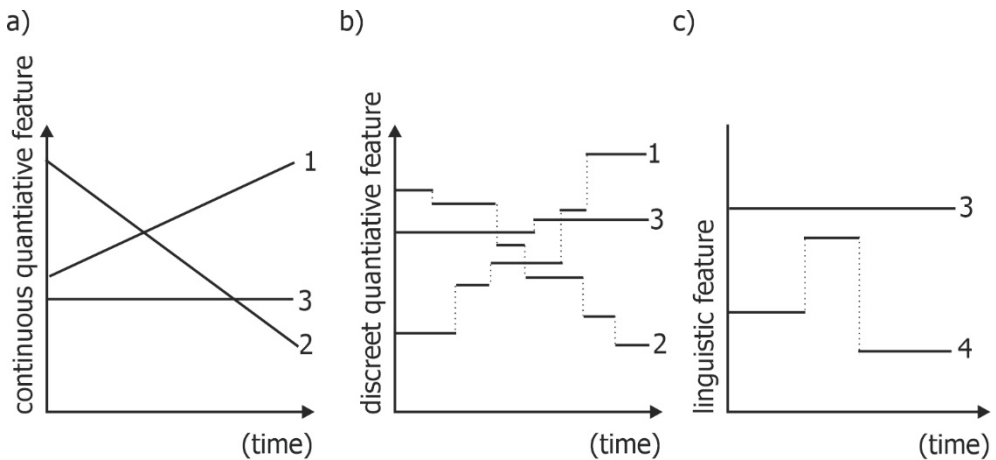 a)
continuous quantiative feature
1
3
2
(time)
b)
discreet quantiative feature
1
3
2
(time)
c)
linguistic feature
3
4
(time)